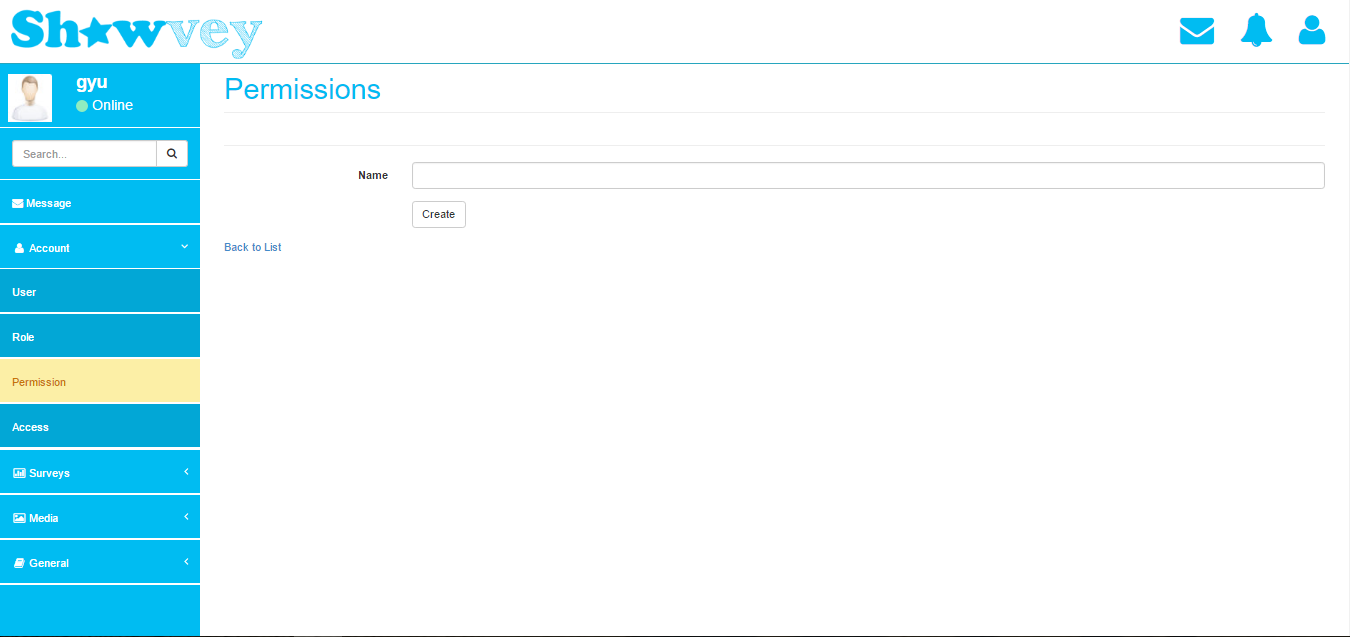 Sh★wvey
gyu
Online
Search...
Message
Account
User
Role
Permission
Access
Surveys
Media
General
Permissions
Name
Create
Back to List